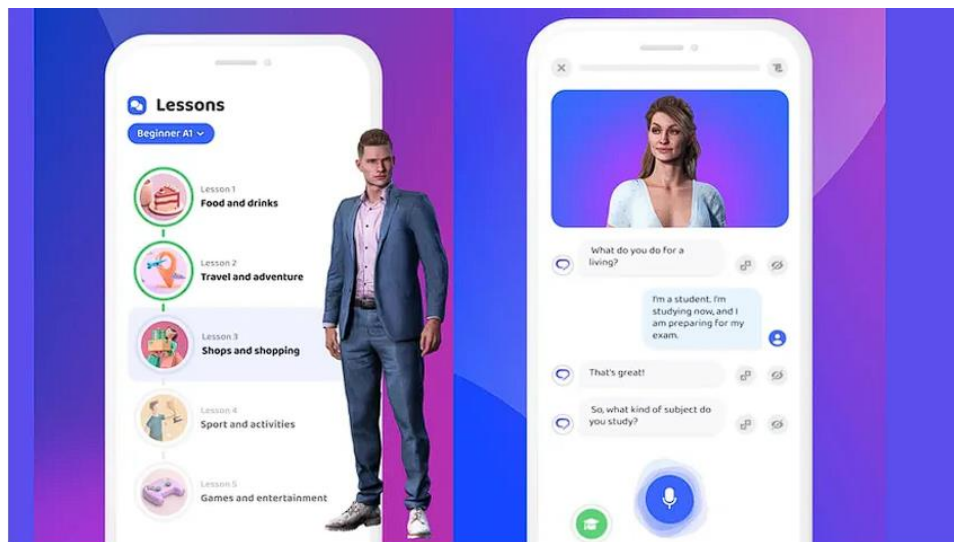 Lessons
Beginner A1
Lesson 1
Food and drinks
Lesson 2
Travel and adventure
Lesson 3
Shops and shopping
Lesson 4
Sport and activities
Lesson 5
Games and entertainment
What do you do for a
living?
I'm a student. I'm
studying now, and I
am preparing for my
exam.
That's great!
So, what kind of subject do
you study?